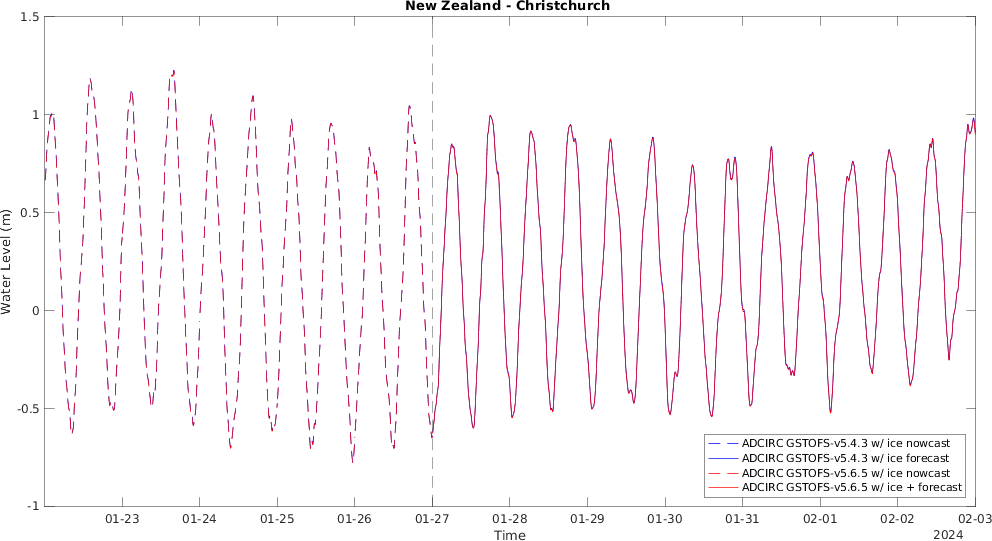 New Zealand - Christchurch
Water Level (m)
1.5
1
0.5
0
-0.5
-1
01-23 01-24 01-25 01-26 01-27 01-28 01-29 01-30 01-31 02-01 02-02 02-03
Time
2024
ADCIRC GSTOFS-v5.4.3 w/ ice nowcast
ADCIRC GSTOFS-v5.4.3 w/ ice forecast
ADCIRC GSTOFS-v5.6.5 w/ ice nowcast
ADCIRC GSTOFS-v5.6.5 w/ ice + forecast